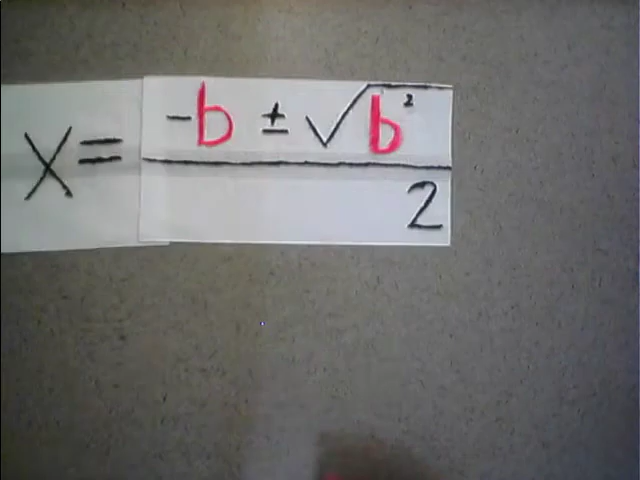 x = -b ± √b²
2